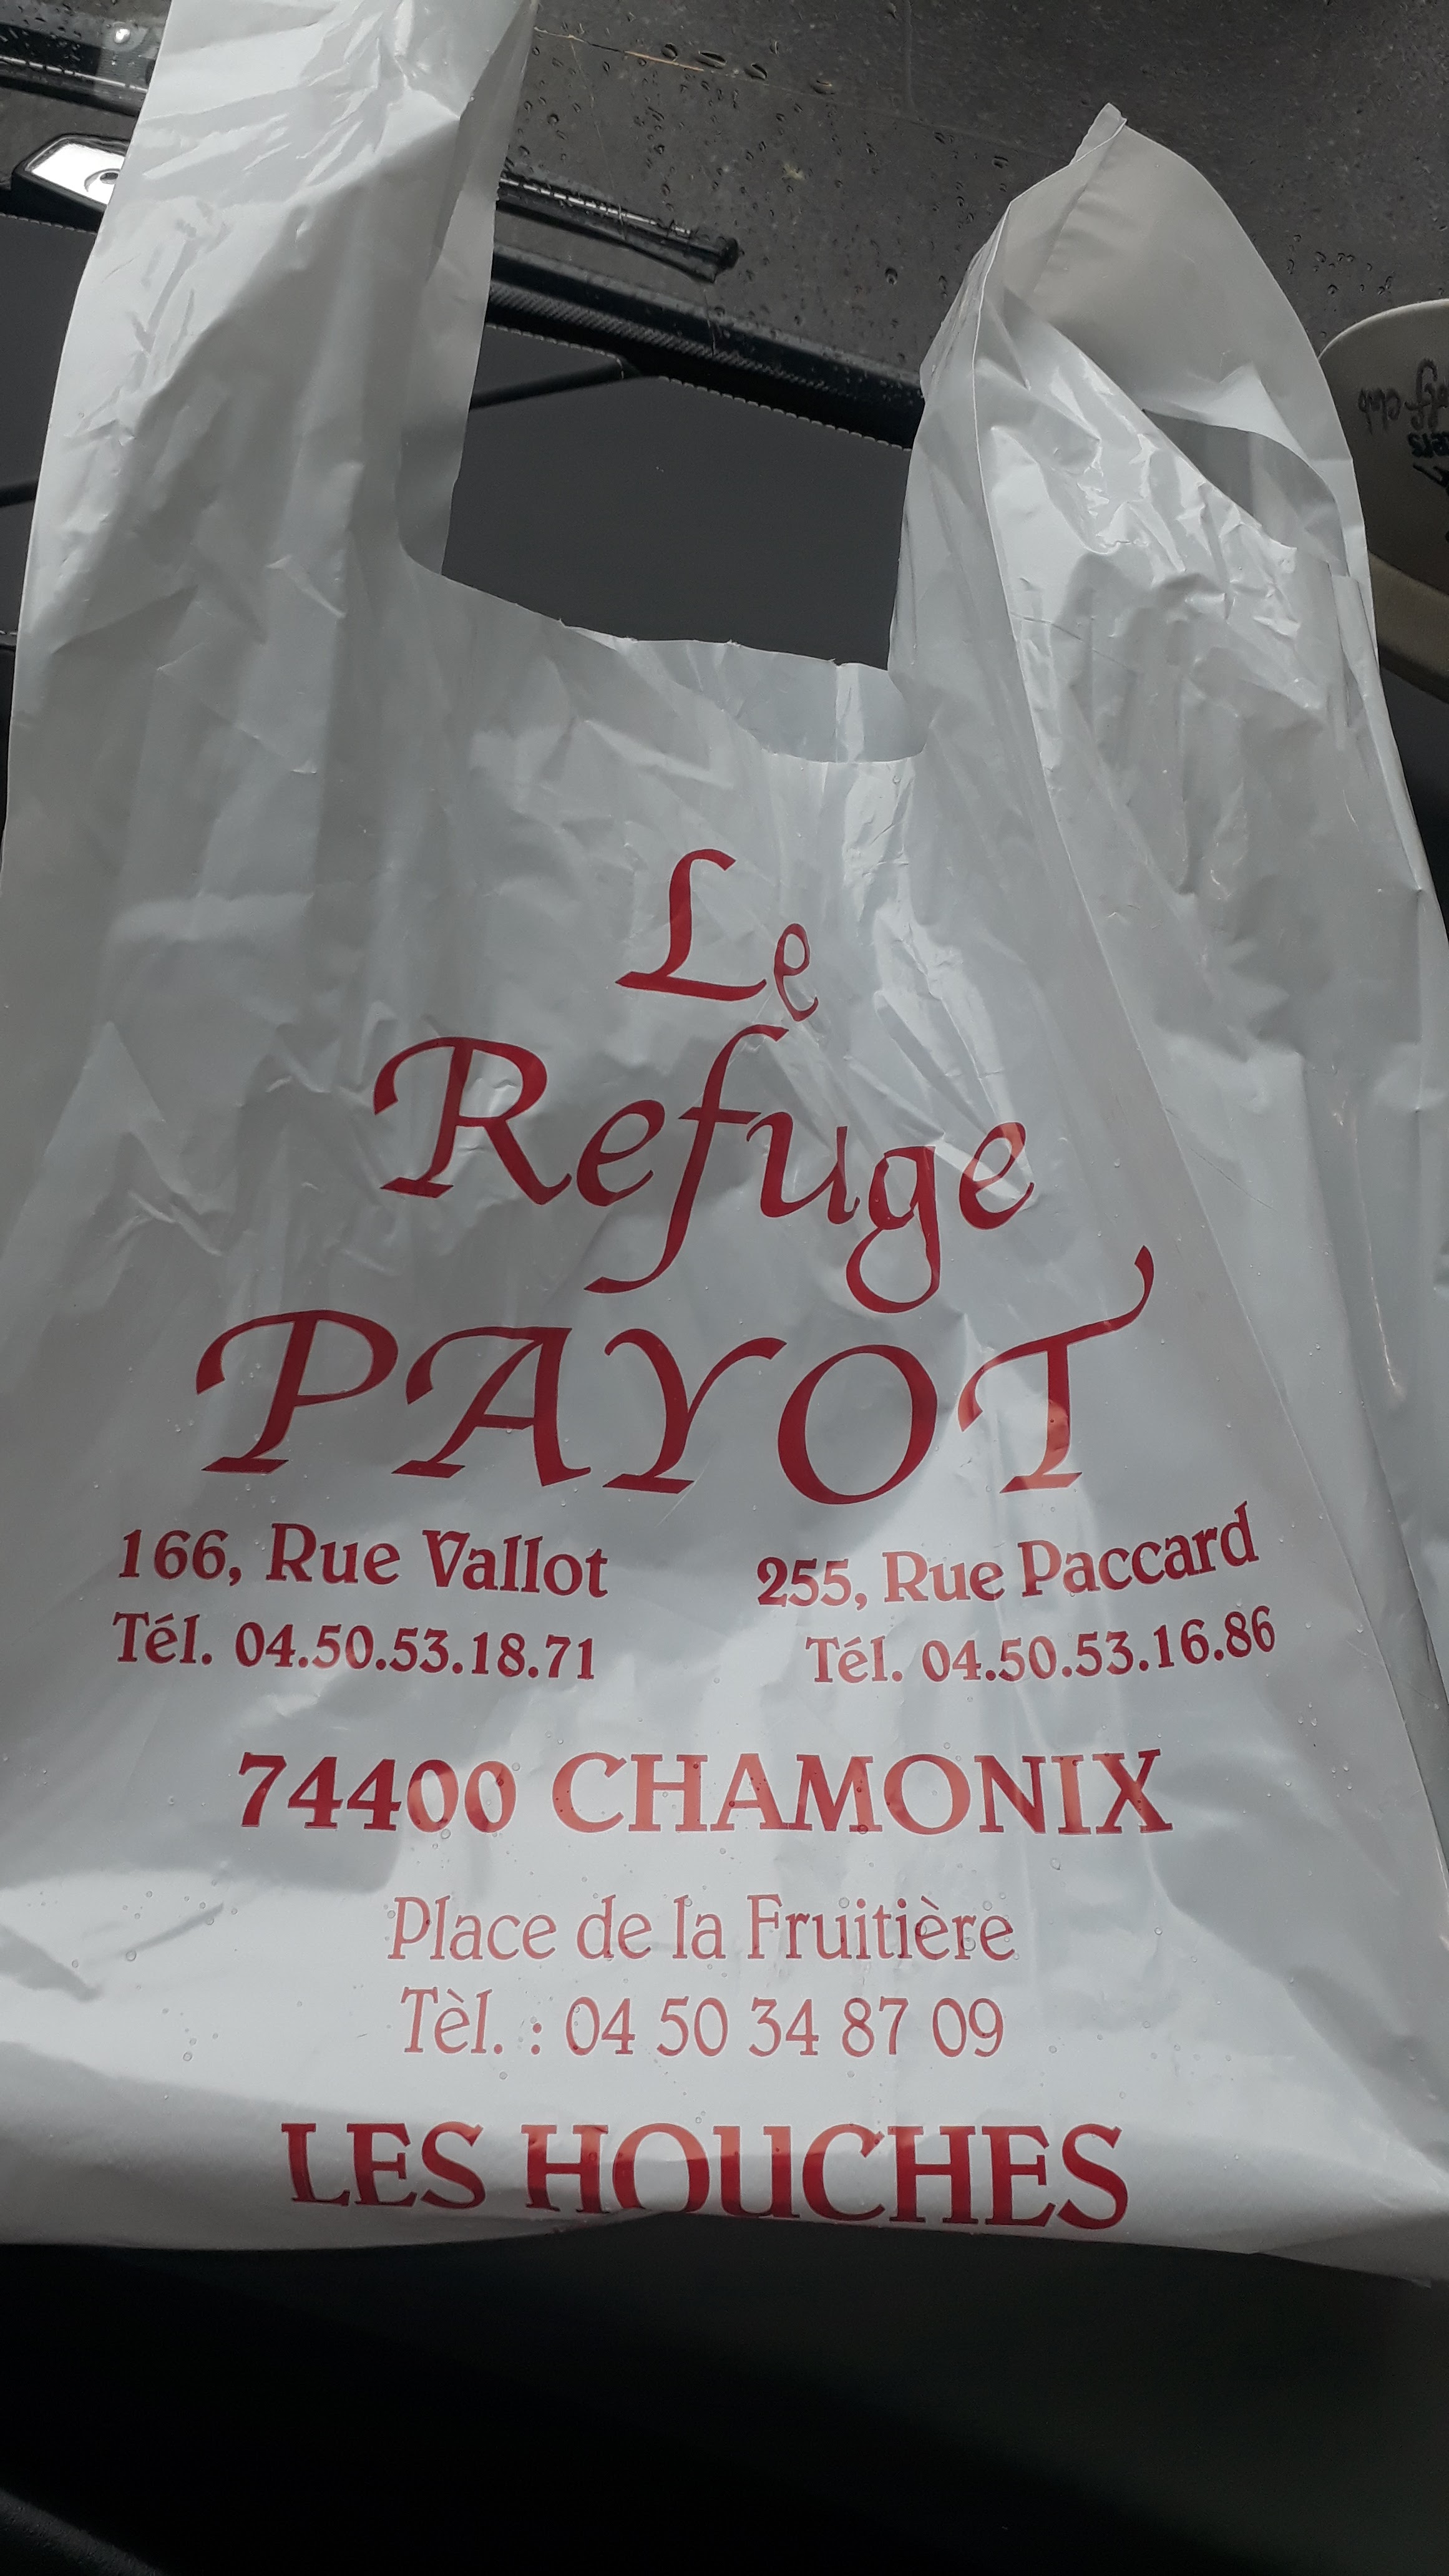 Le
Refuge
PAYOT
166, Rue Vallot
Tél. 04.50.53.18.71
255, Rue Paccard
Tél. 04.50.53.16.86
74400 CHAMONIX
Place de la Fruitière
Tèl. : 04 50 34 87 09
LES HOUCHES
club